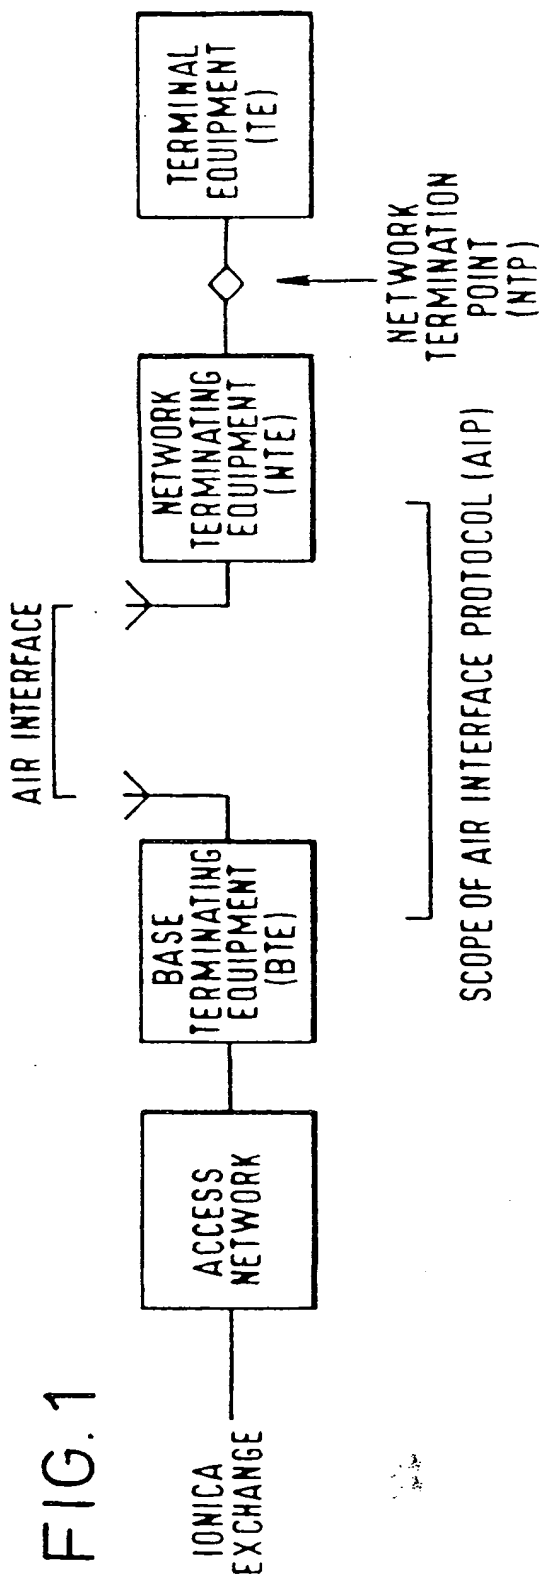 FIG. 1
IONICA
EXCHANGE
ACCESS
NETWORK
BASE
TERMINATING
EQUIPMENT
(BTE)
AIR INTERFACE
NETWORK
TERMINATING
EQUIPMENT
(NTE)
TERMINAL
EQUIPMENT
(TE)
NETWORK
TERMINATION
POINT
(NTP)
SCOPE OF AIR INTERFACE PROTOCOL (AIP)